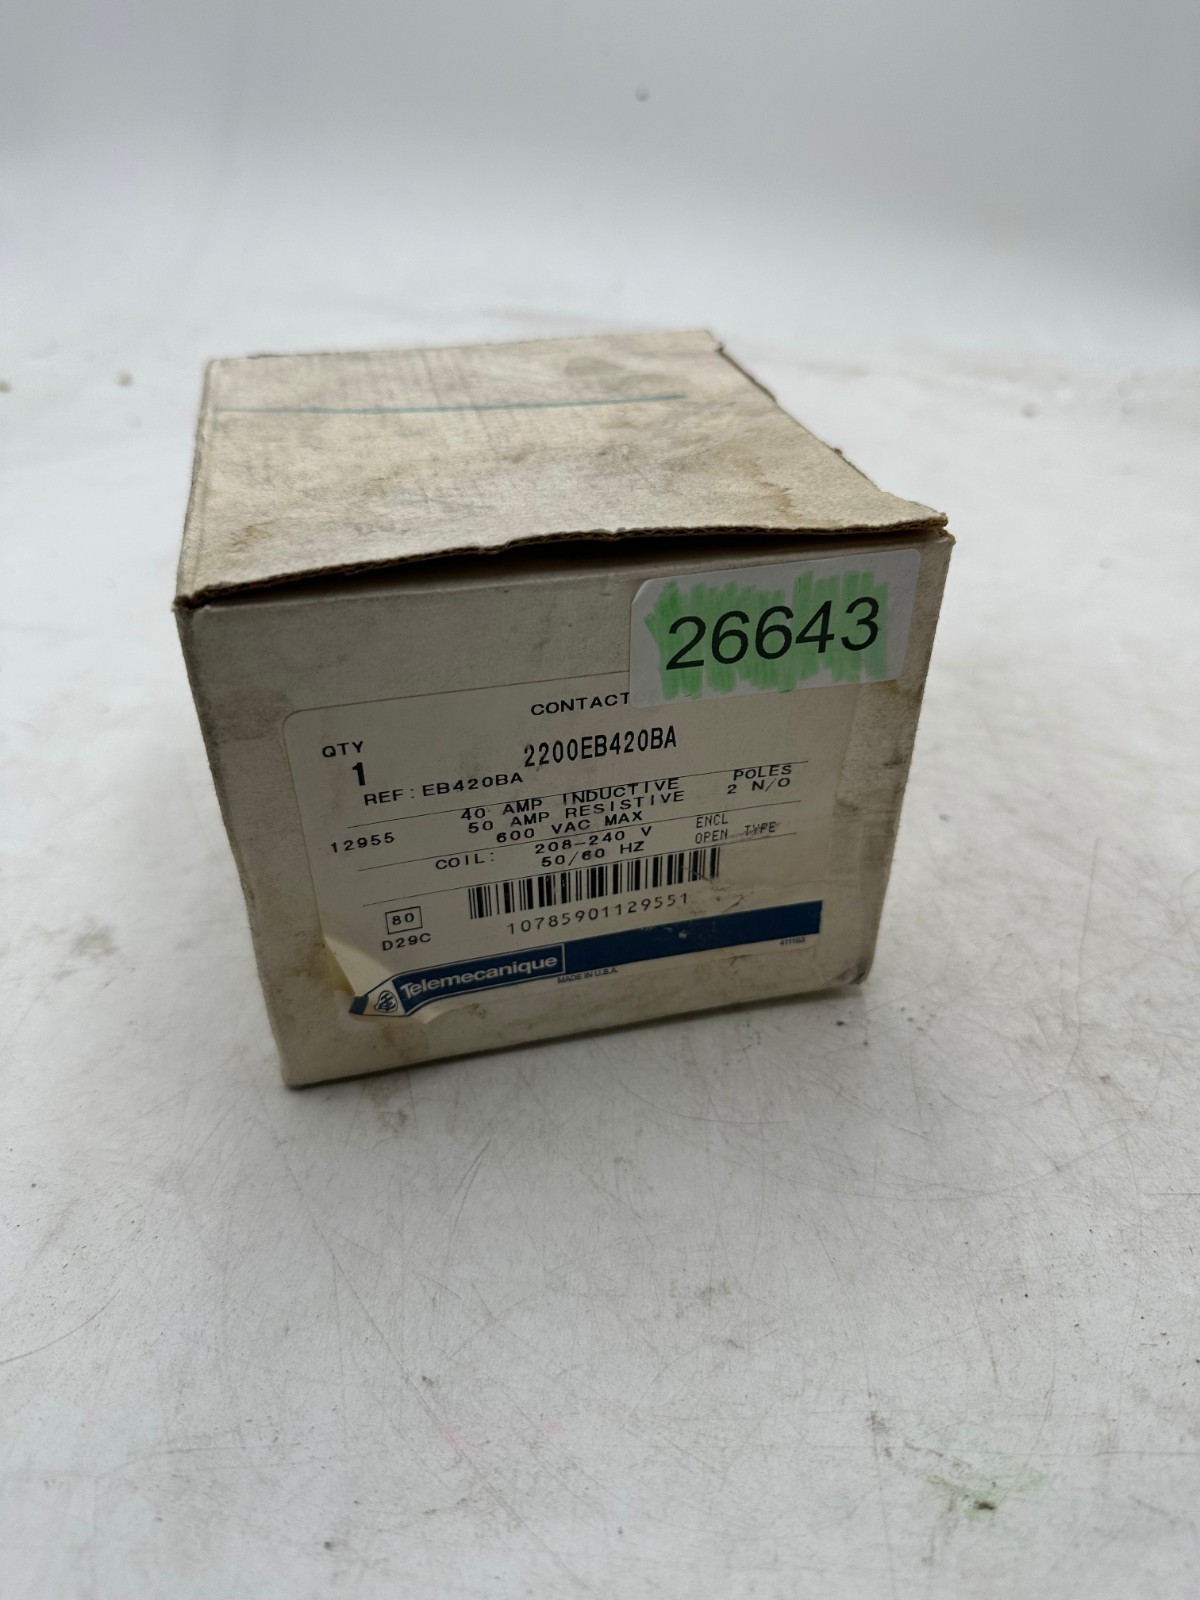 26643
CONTACT
QTY
1
2200EB420BA
REF: EB420BA
40 AMP INDUCTIVE
50 AMP RESISTIVE
600 VAC MAX
POLES
2 N/O
12955
COIL: 208-240 V
50/60 HZ
ENCL
OPEN TYPE
10785901129551
80
D29C
Telemecanique
MADE IN U.S.A.